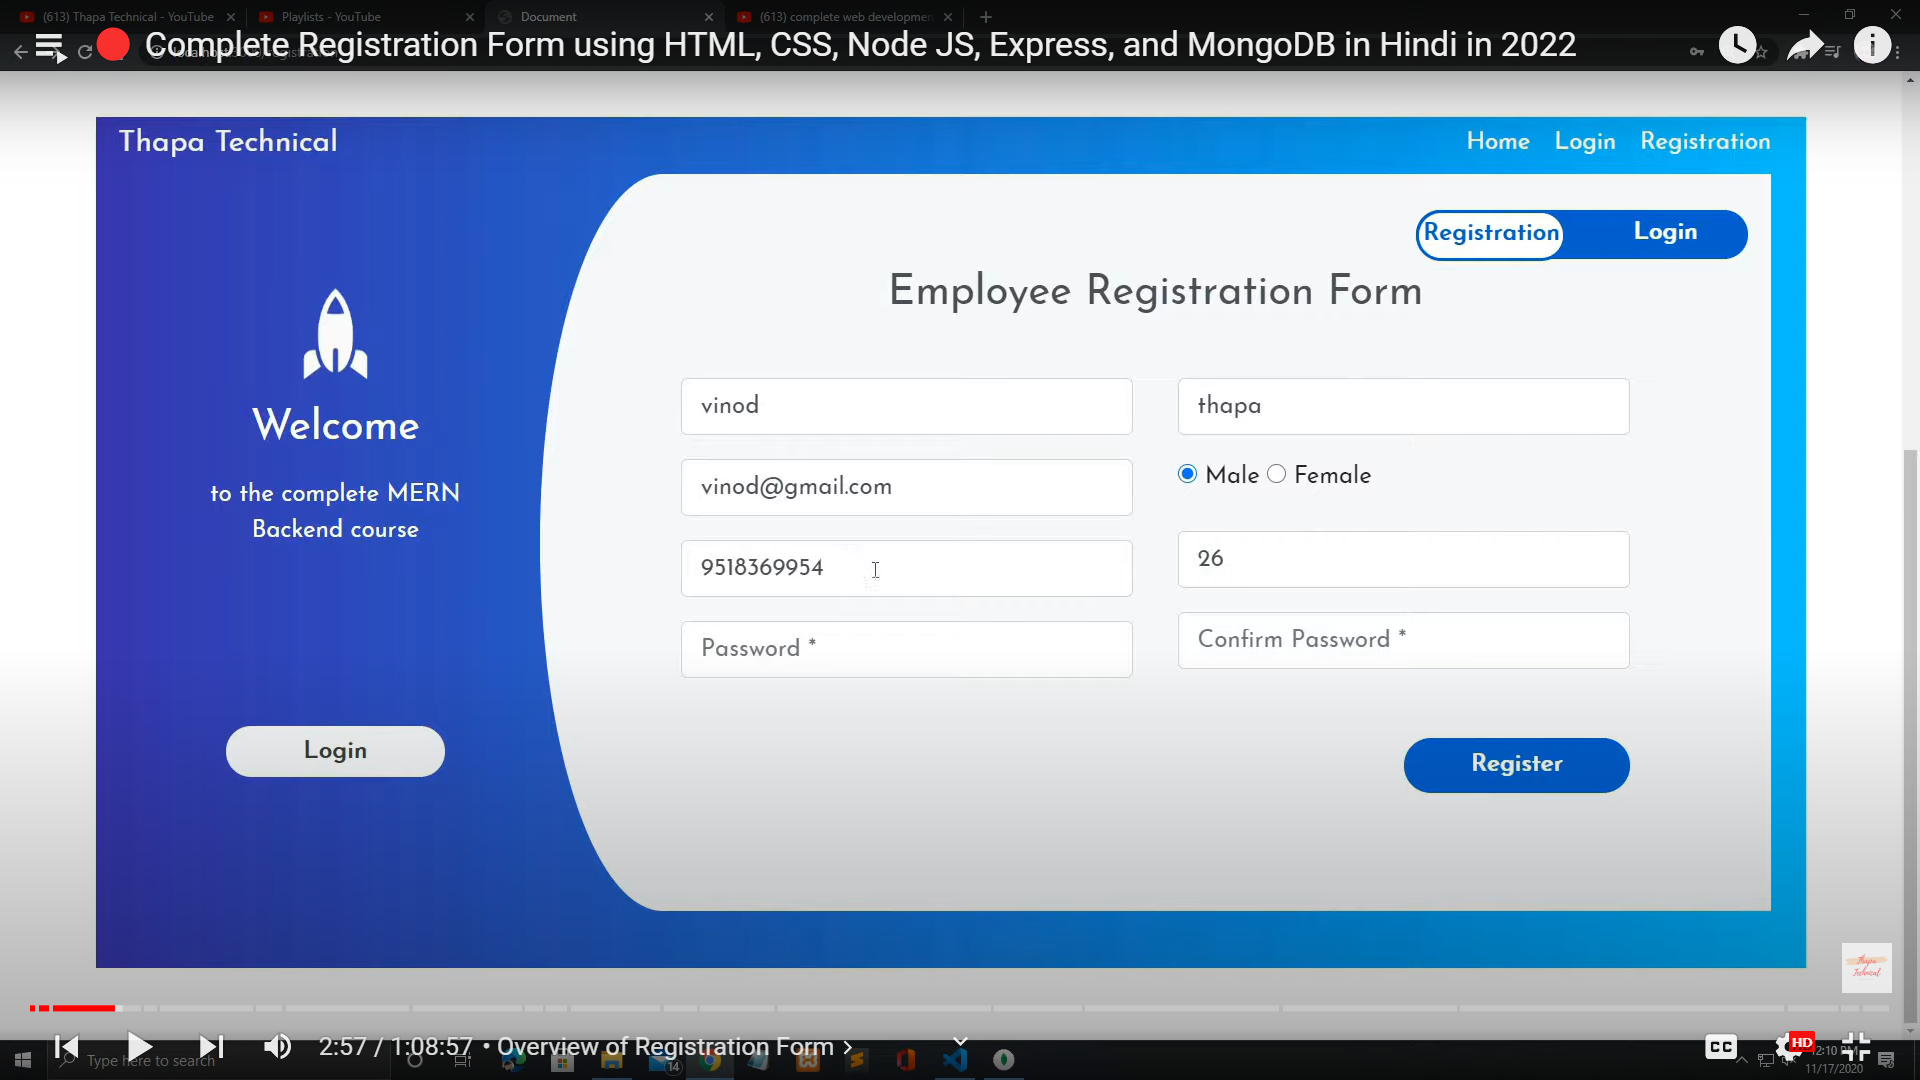 (613) Thapa Technical - YouTube
Playlists - YouTube
Document
(613) complete web developmen
Complete Registration Form using HTML, CSS, Node JS, Express, and MongoDB in Hindi in 2022
Thapa Technical
Home Login Registration
Registration Login
Employee Registration Form
Welcome
to the complete MERN
Backend course
Login
vinod
thapa
vinod@gmail.com
Male Female
9518369954
26
Password *
Confirm Password *
Register
Thapa
Technical
2:57 / 1:08:57 • Overview of Registration Form
CC
HD
Type here to search
14
12:10 PM
11/17/2020